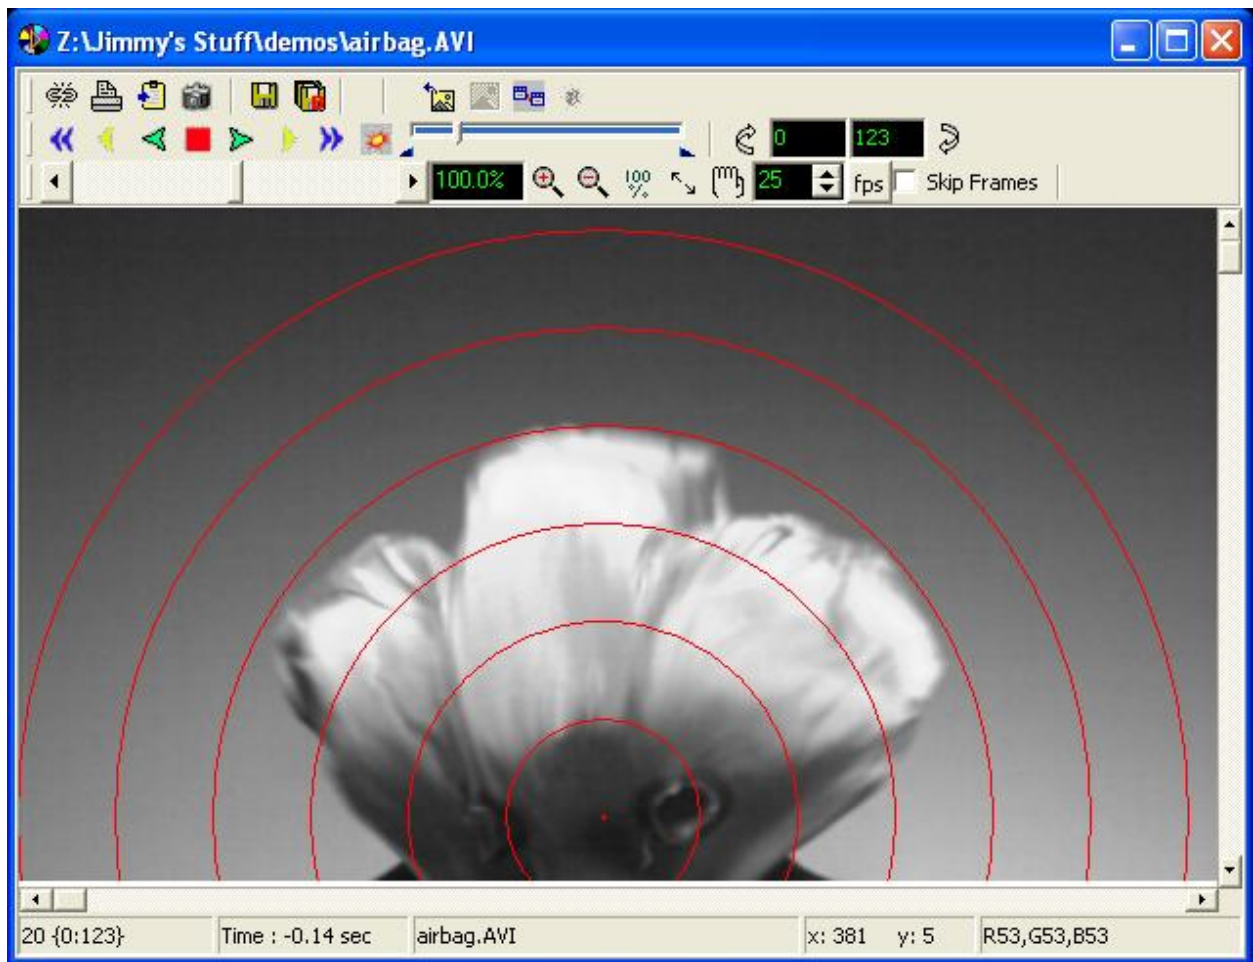 Z:\Jimmy's Stuff\demos\airbag.AVI
0 123
100.0% 100 % 25 fps Skip Frames
20 {0:123} Time : -0.14 sec airbag.AVI x: 381 y: 5 R53,G53,B53